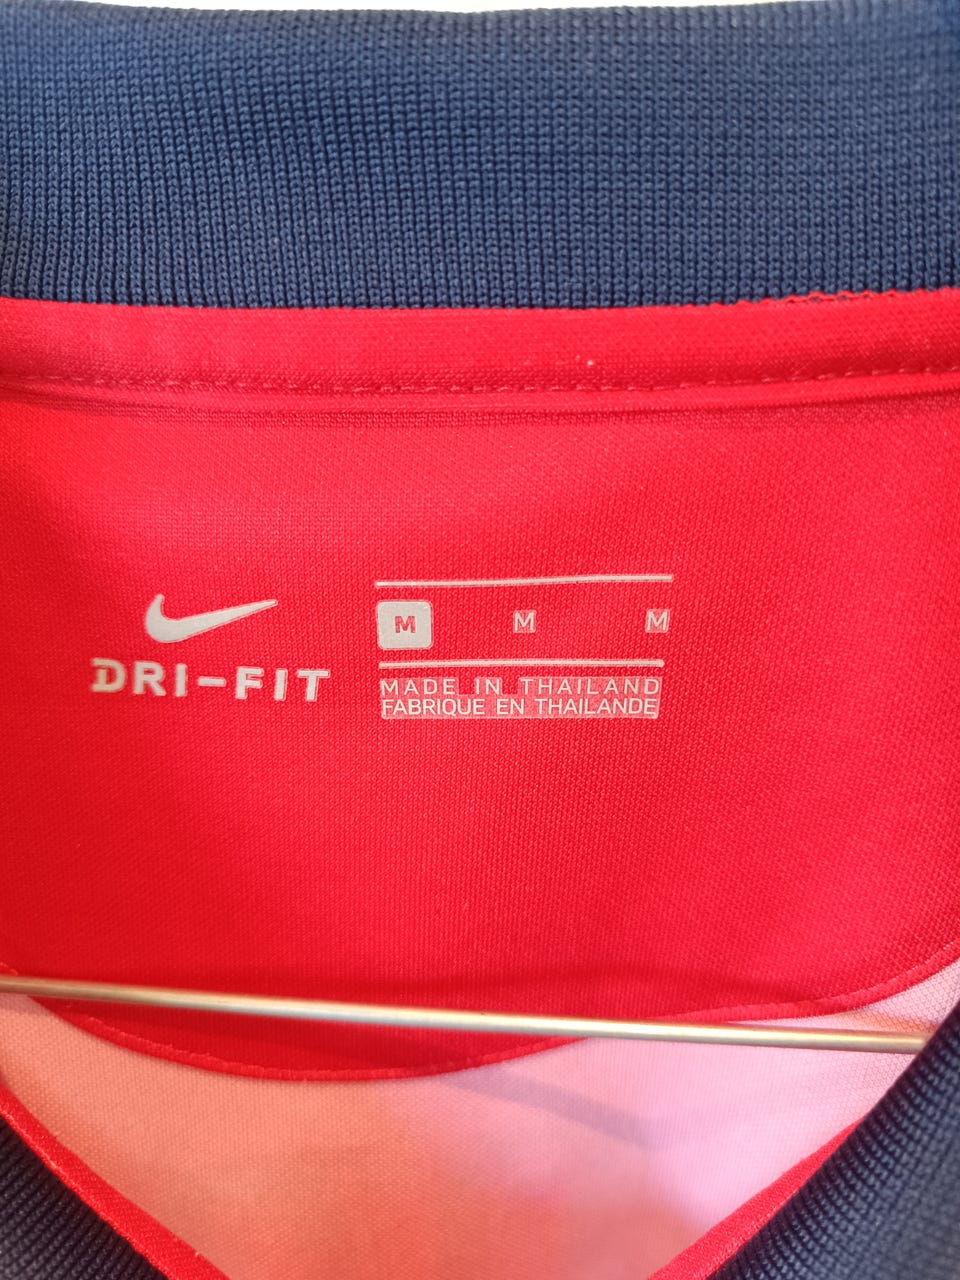 DRI-FIT
M M M
MADE IN THAILAND
FABRIQUE EN THAILANDE